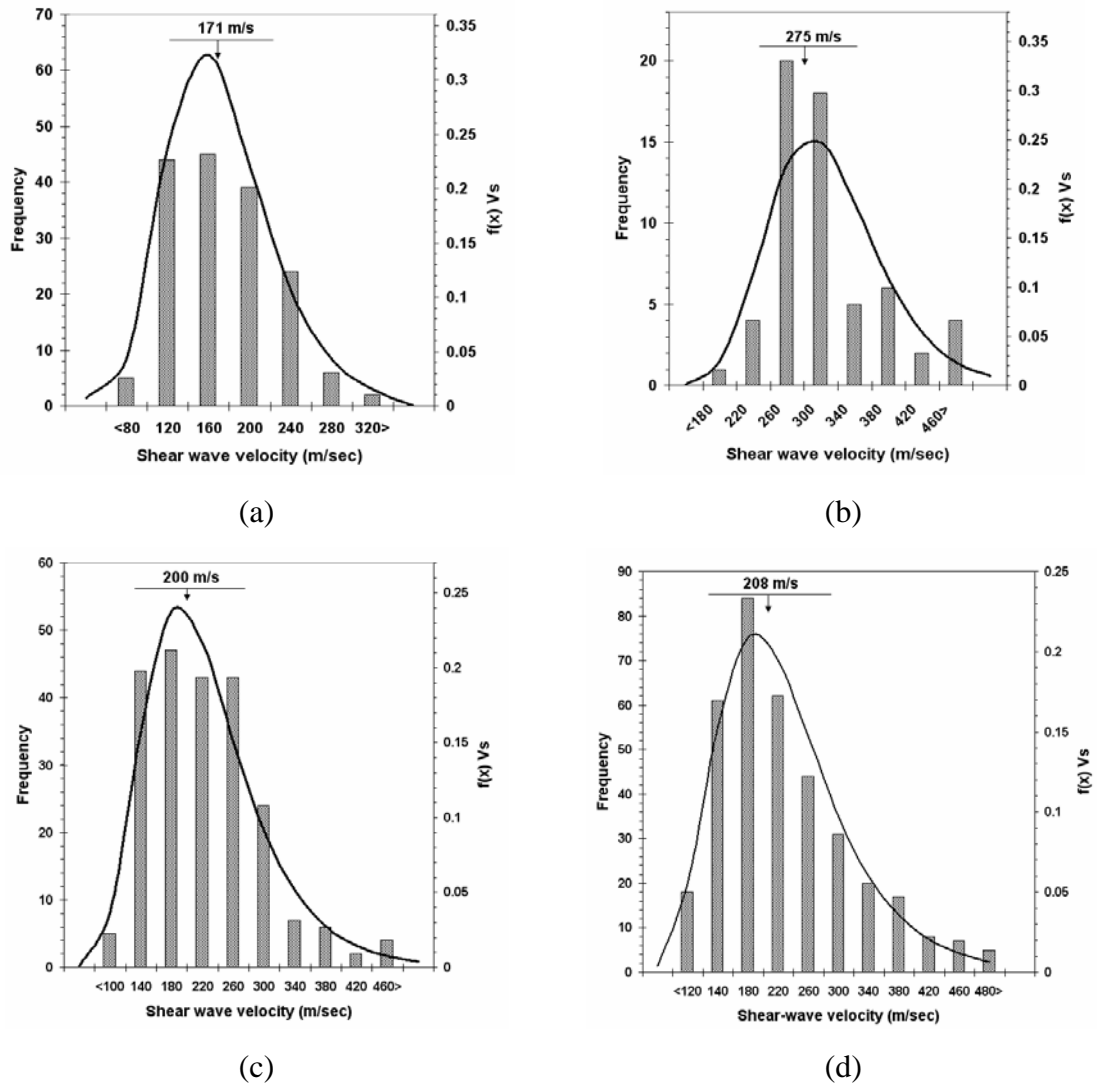 171 m/s
70
60
50
40
30
20
10
0
Frequency
0.35
0.3
0.25
0.2
0.15
0.1
0.05
0
f(x) Vs
<80 120 160 200 240 280 320>
Shear wave velocity (m/sec)
(a)
275 m/s
20
15
10
5
0
Frequency
0.35
0.3
0.25
0.2
0.15
0.1
0.05
0
f(x) Vs
<180 220 260 300 340 380 420 460>
Shear wave velocity (m/sec)
(b)
200 m/s
60
50
40
30
20
10
0
Frequency
0.25
0.2
0.15
0.1
0.05
0
f(x) Vs
<100 140 180 220 260 300 340 380 420 460>
Shear wave velocity (m/sec)
(c)
208 m/s
90
80
70
60
50
40
30
20
10
0
Frequency
0.25
0.2
0.15
0.1
0.05
0
f(x) Vs
<120 140 180 220 260 300 340 380 420 460 480>
Shear-wave velocity (m/sec)
(d)